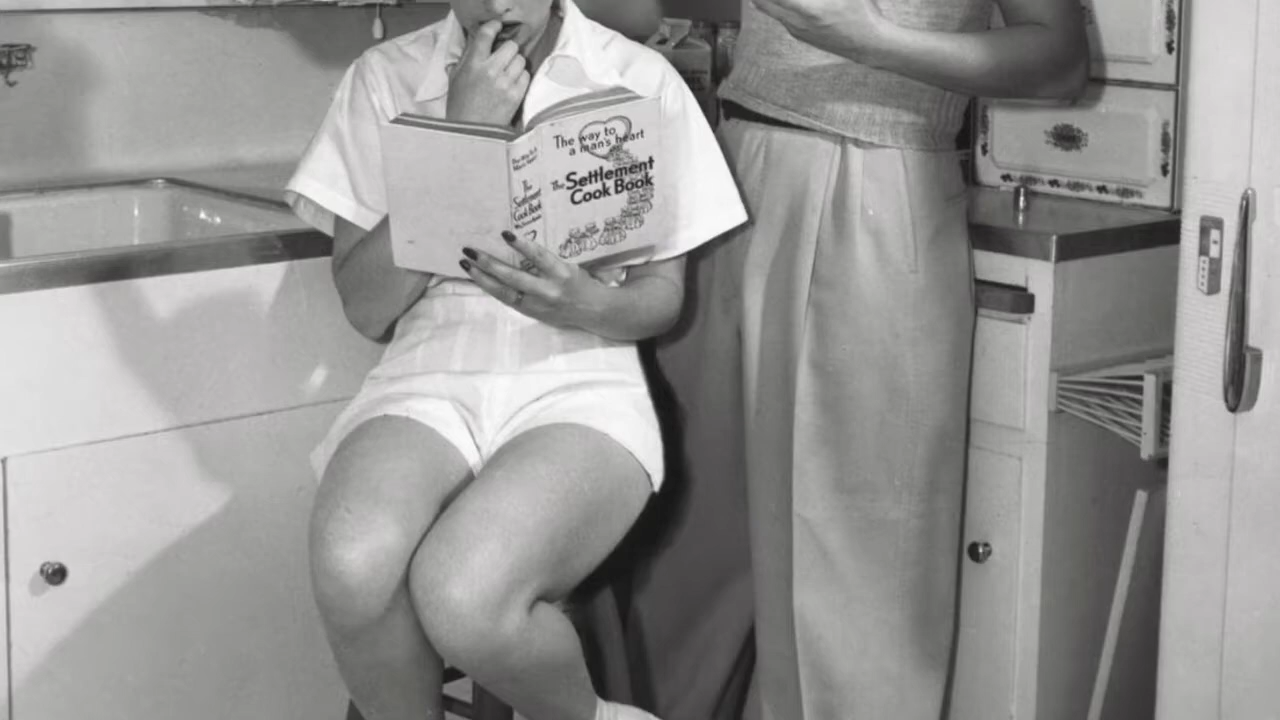 The way to
a man's heart
The Settlement
Cook Book
The
Settlement
Cook Book